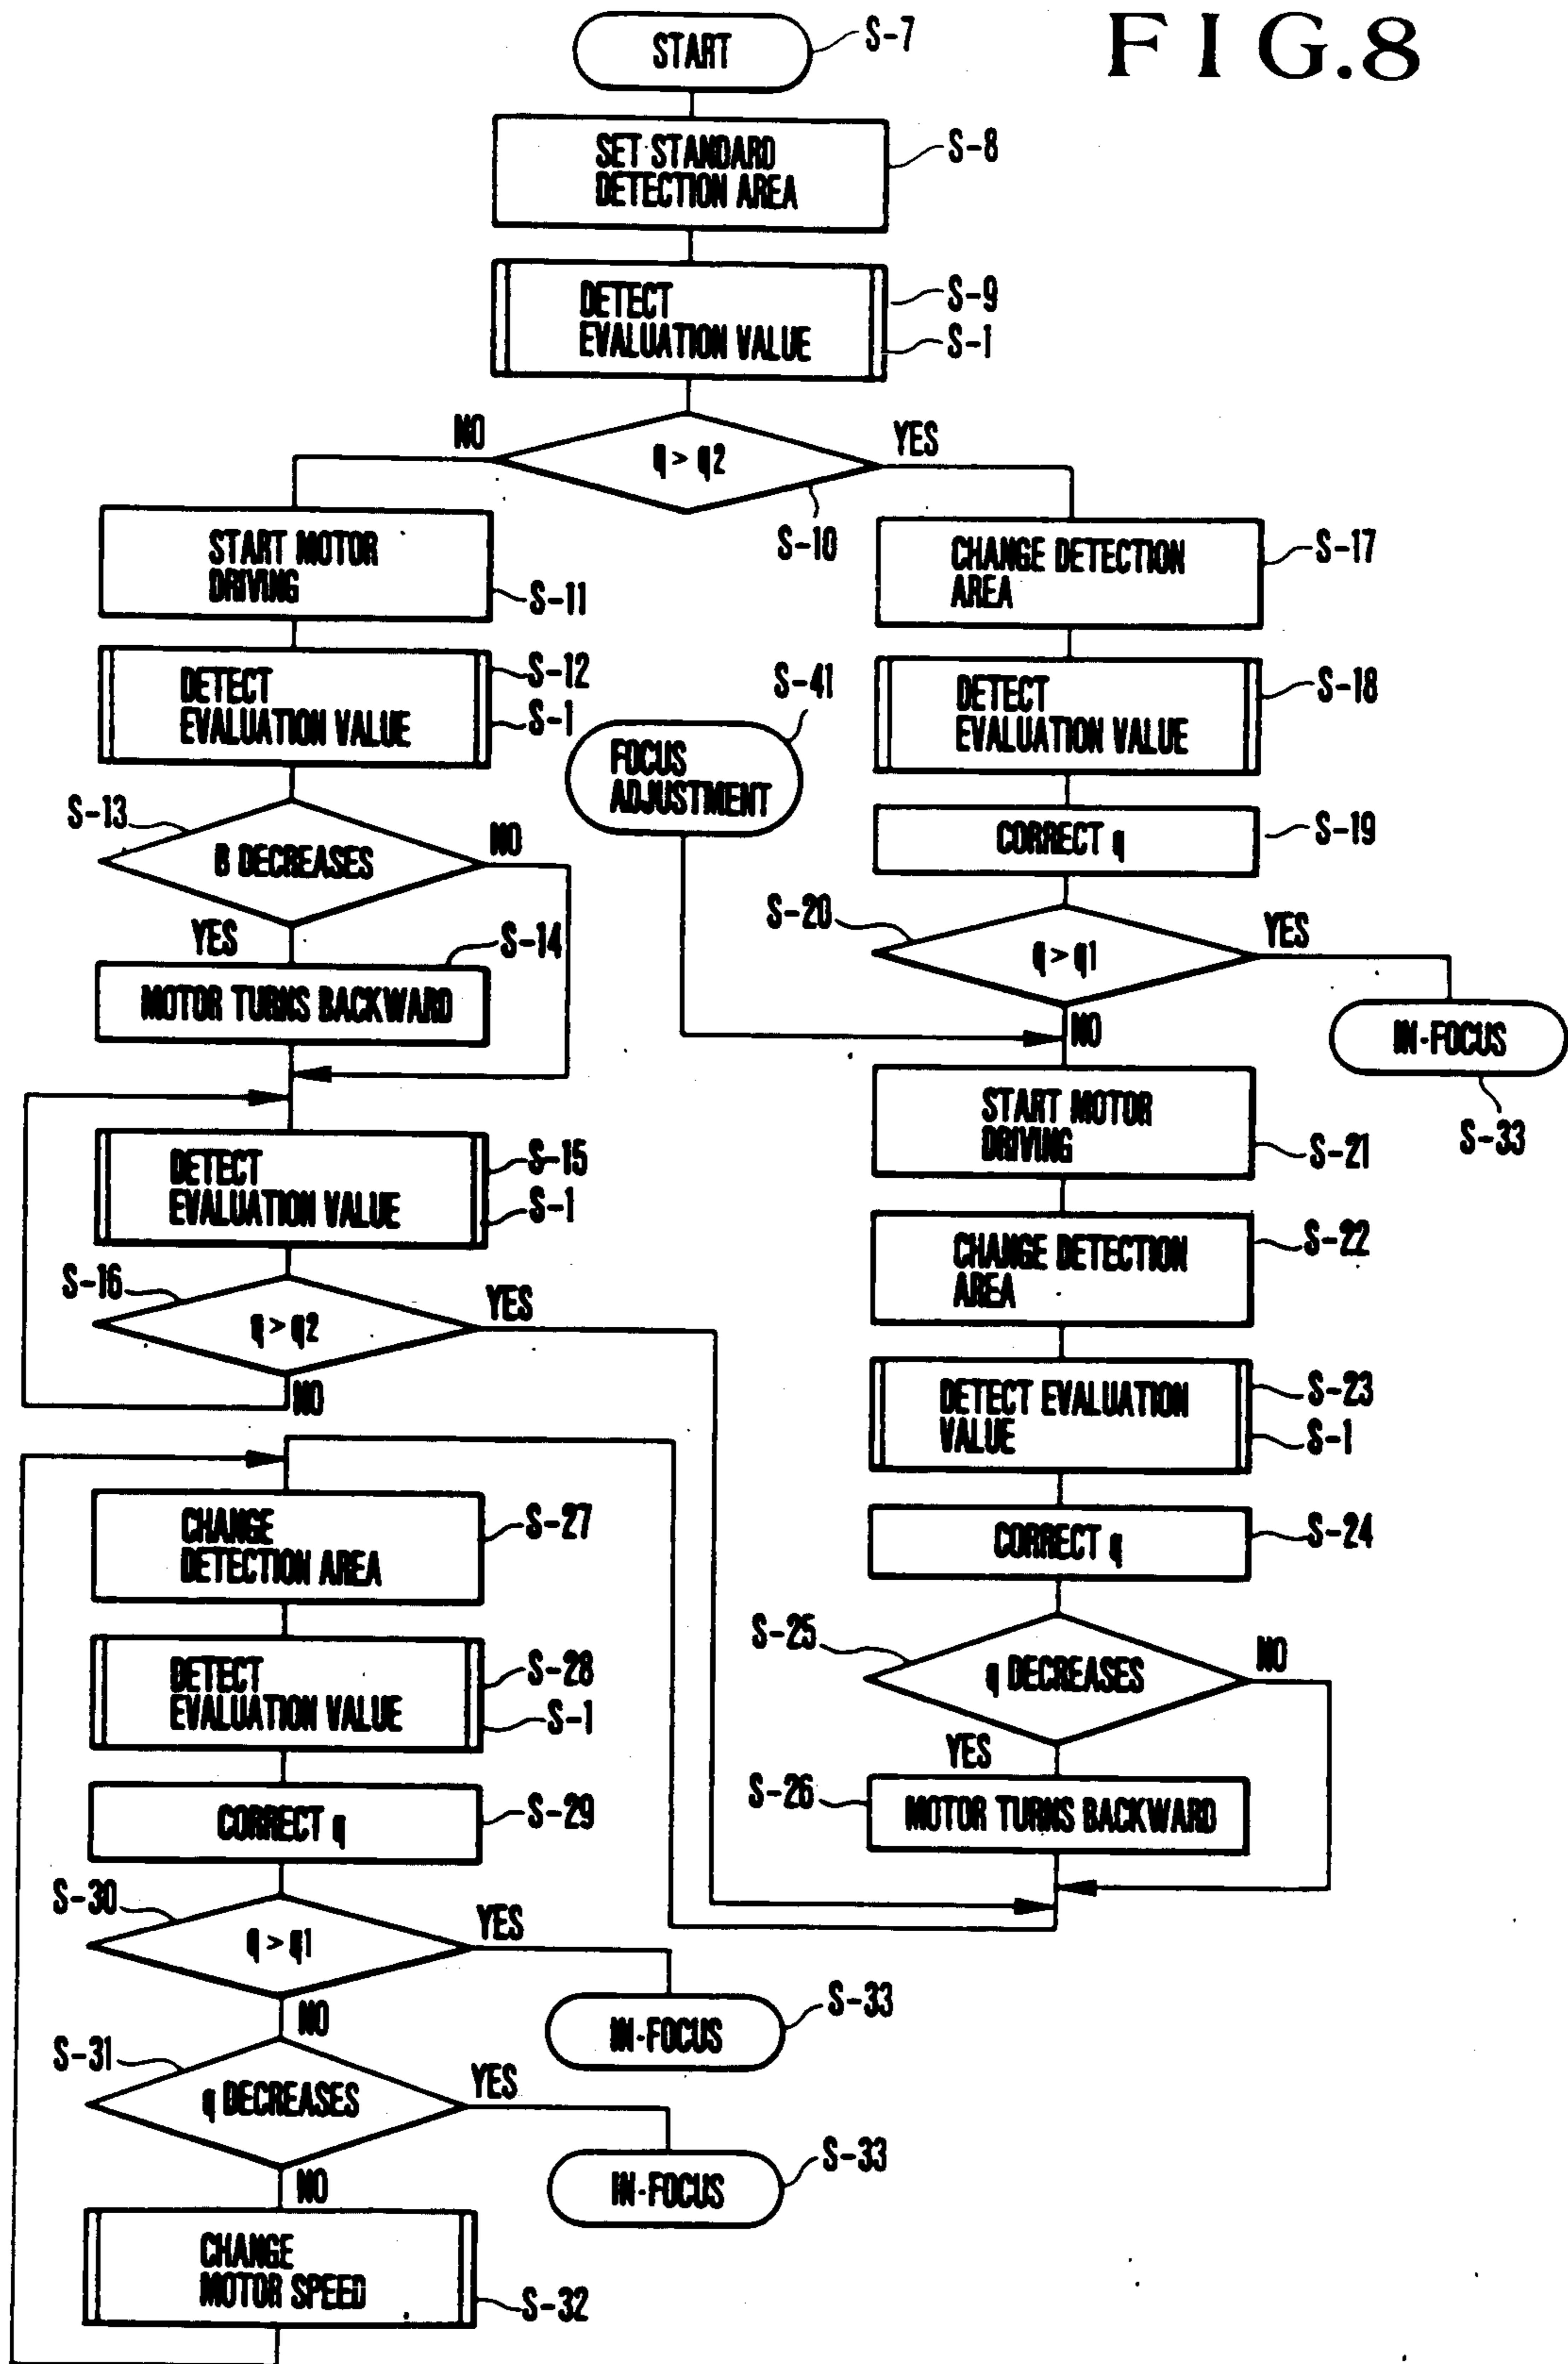 FIG.8
START
S-7
SET STANDARD
DETECTION AREA
S-8
DETECT
EVALUATION VALUE
S-9
S-1
q > q2
NO
YES
S-10
START MOTOR
DRIVING
S-11
DETECT
EVALUATION VALUE
S-12
S-1
S-13
B DECREASES
NO
YES
S-14
MOTOR TURNS BACKWARD
DETECT
EVALUATION VALUE
S-15
S-1
S-16
q > q2
YES
NO
CHANGE DETECTION
AREA
S-17
DETECT
EVALUATION VALUE
S-18
CORRECT q
S-19
S-20
q > q1
YES
NO
IN-FOCUS
S-33
S-41
FOCUS
ADJUSTMENT
START MOTOR
DRIVING
S-21
CHANGE DETECTION
AREA
S-22
DETECT EVALUATION
VALUE
S-23
S-1
CORRECT q
S-24
S-25
q DECREASES
NO
YES
S-26
MOTOR TURNS BACKWARD
CHANGE
DETECTION AREA
S-27
DETECT
EVALUATION VALUE
S-28
S-1
CORRECT q
S-29
S-30
q > q1
YES
NO
IN-FOCUS
S-33
S-31
q DECREASES
YES
NO
IN-FOCUS
S-33
CHANGE
MOTOR SPEED
S-32